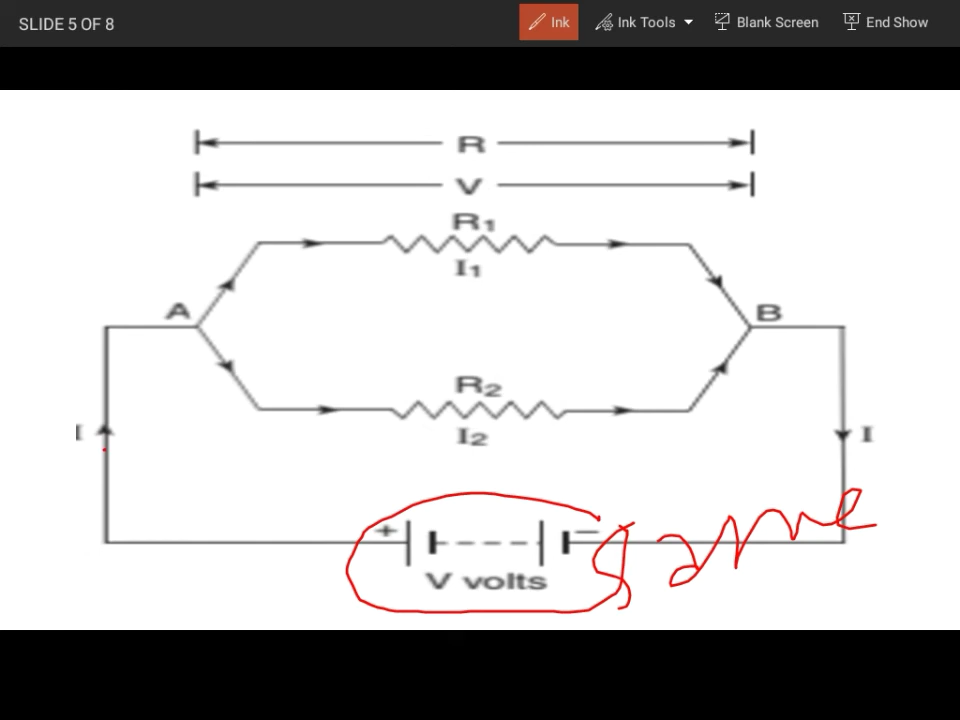 SLIDE 5 OF 8
Ink
Ink Tools
Blank Screen
End Show
R
V
R1
I1
A
B
R2
I2
I
I
+ −
V volts
same